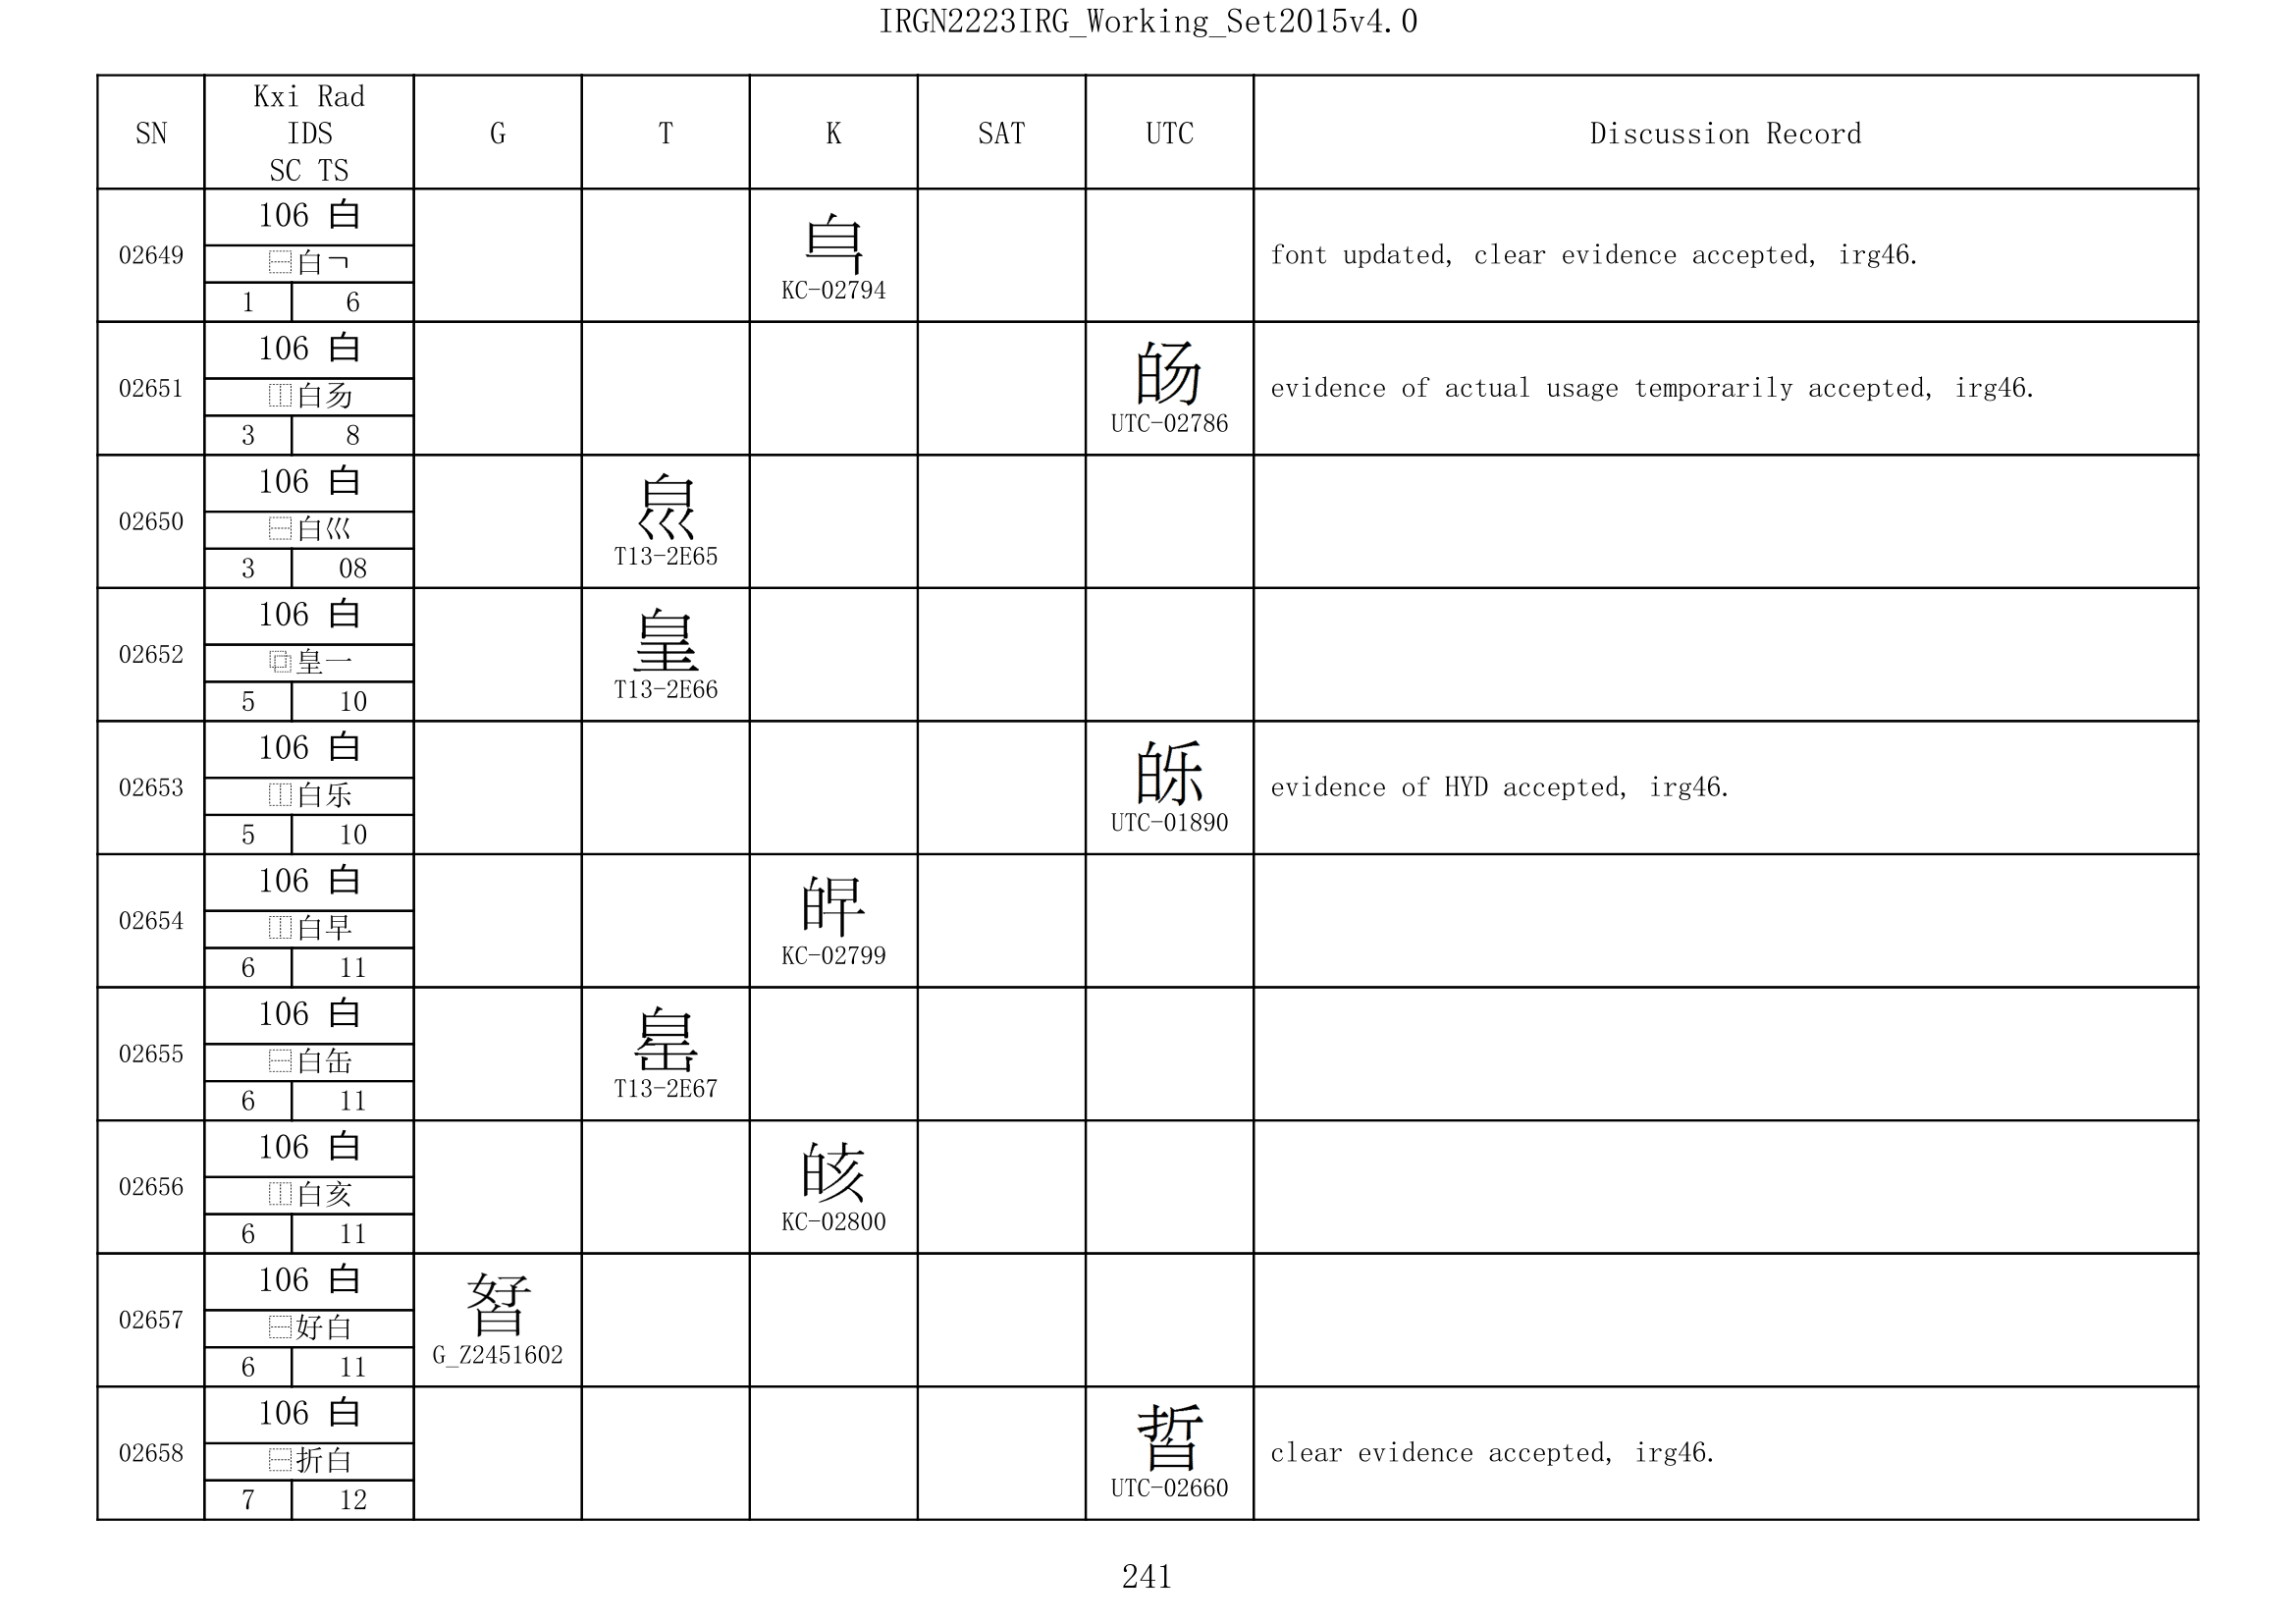 IRGN2223IRG_Working_Set2015v4.0
SN Kxi Rad IDS SC TS G T K SAT UTC Discussion Record
02649
106 白
⿱白㇕
1 6
KC-02794
font updated, clear evidence accepted, irg46.
02651
106 白
⿰白𠃓
3 8
UTC-02786
evidence of actual usage temporarily accepted, irg46.
02650
106 白
⿱白巛
3 08
T13-2E65
02652
106 白
⿻皇一
5 10
T13-2E66
02653
106 白
⿰白乐
5 10
UTC-01890
evidence of HYD accepted, irg46.
02654
106 白
⿰白早
6 11
KC-02799
02655
106 白
⿱白缶
6 11
T13-2E67
02656
106 白
⿰白亥
6 11
KC-02800
02657
106 白
⿱好白
6 11
G_Z2451602
02658
106 白
⿱折白
7 12
UTC-02660
clear evidence accepted, irg46.
241